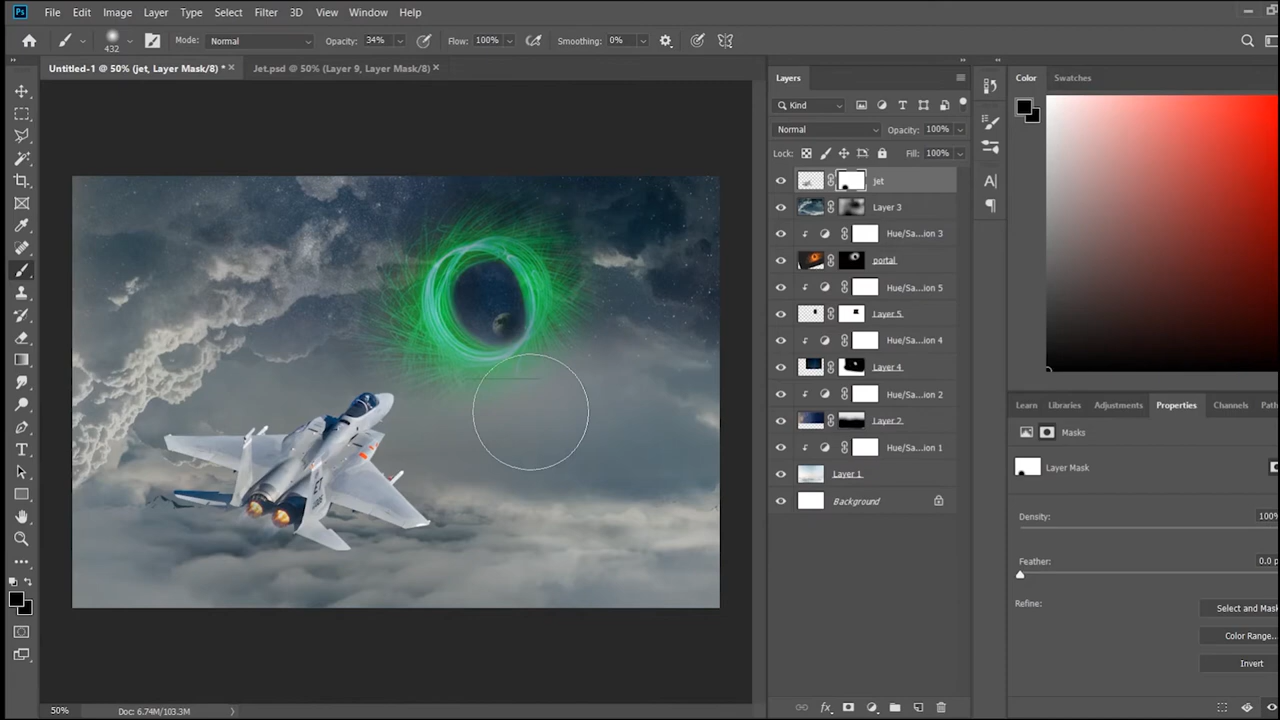 Ps File Edit Image Layer Type Select Filter 3D View Window Help
432 Mode: Normal Opacity: 34% Flow: 100% Smoothing: 0%
Untitled-1 @ 50% (jet, Layer Mask/8) * × Jet.psd @ 50% (Layer 9, Layer Mask/8) ×
Layers
Kind
Normal Opacity: 100%
Lock: Fill: 100%
jet
Layer 3
Hue/Sa...ion 3
portal
Hue/Sa...ion 5
Layer 5
Hue/Sa...ion 4
Layer 4
Hue/Sa...ion 2
Layer 2
Hue/Sa...ion 1
Layer 1
Background
Color Swatches
Learn Libraries Adjustments Properties Channels Path
Masks
Layer Mask
Density: 100%
Feather: 0.0 p
Refine:
Select and Mask
Color Range...
Invert
ET
50% Doc: 6.74M/103.3M